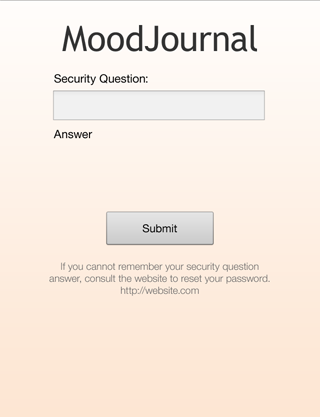 MoodJournal
Security Question:
Answer
Submit
If you cannot remember your security question
answer, consult the website to reset your password.
http://website.com